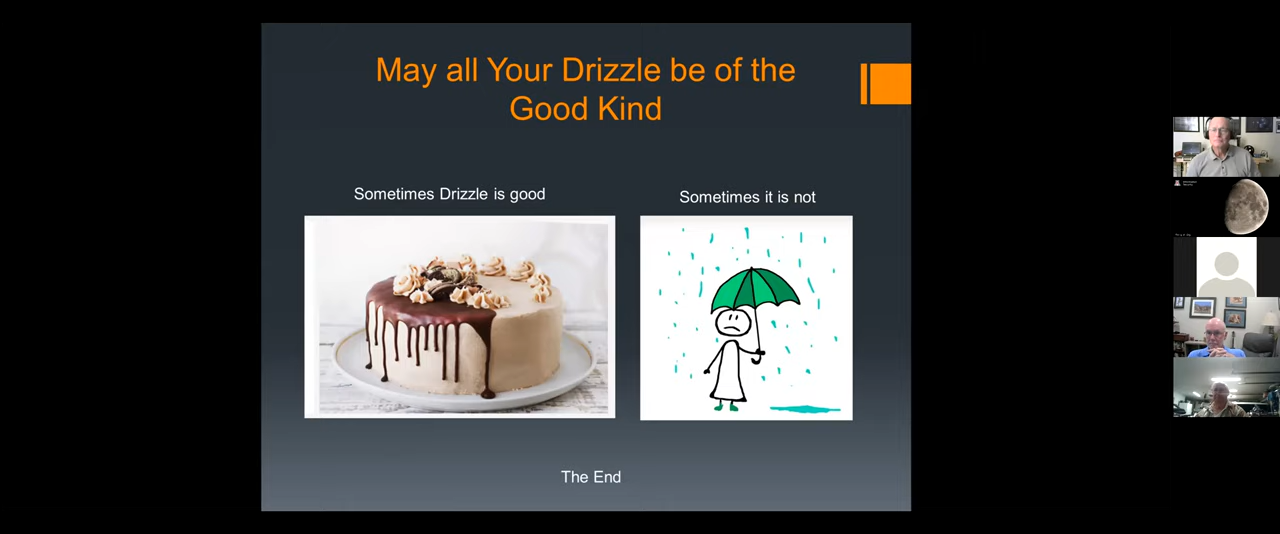 May all Your Drizzle be of the
Good Kind
Sometimes Drizzle is good
Sometimes it is not
The End